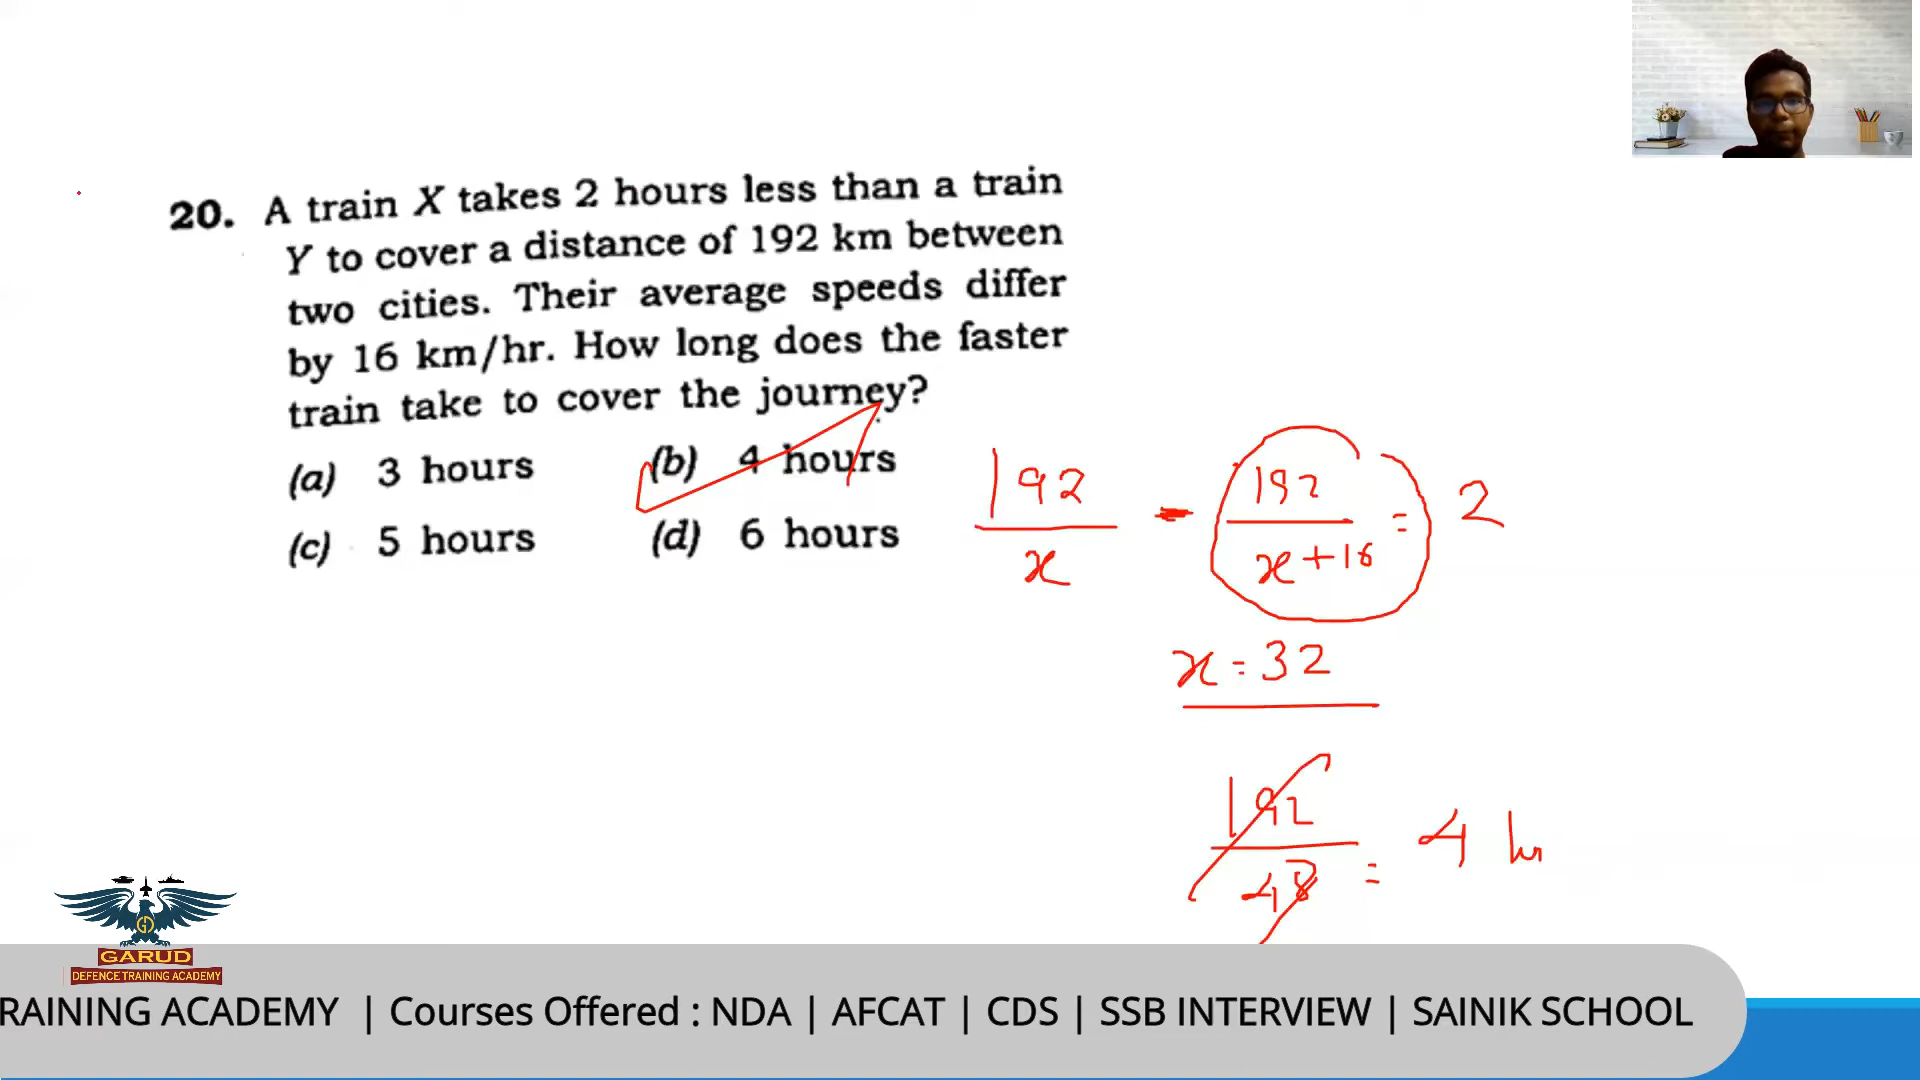 20. A train X takes 2 hours less than a train
Y to cover a distance of 192 km between
two cities. Their average speeds differ
by 16 km/hr. How long does the faster
train take to cover the journey?
(a) 3 hours (b) 4 hours
(c) 5 hours (d) 6 hours
192/x - 192/x+16 = 2
x = 32
192/48 = 4 hr
GARUD
DEFENCE TRAINING ACADEMY
RAINING ACADEMY | Courses Offered : NDA | AFCAT | CDS | SSB INTERVIEW | SAINIK SCHOOL